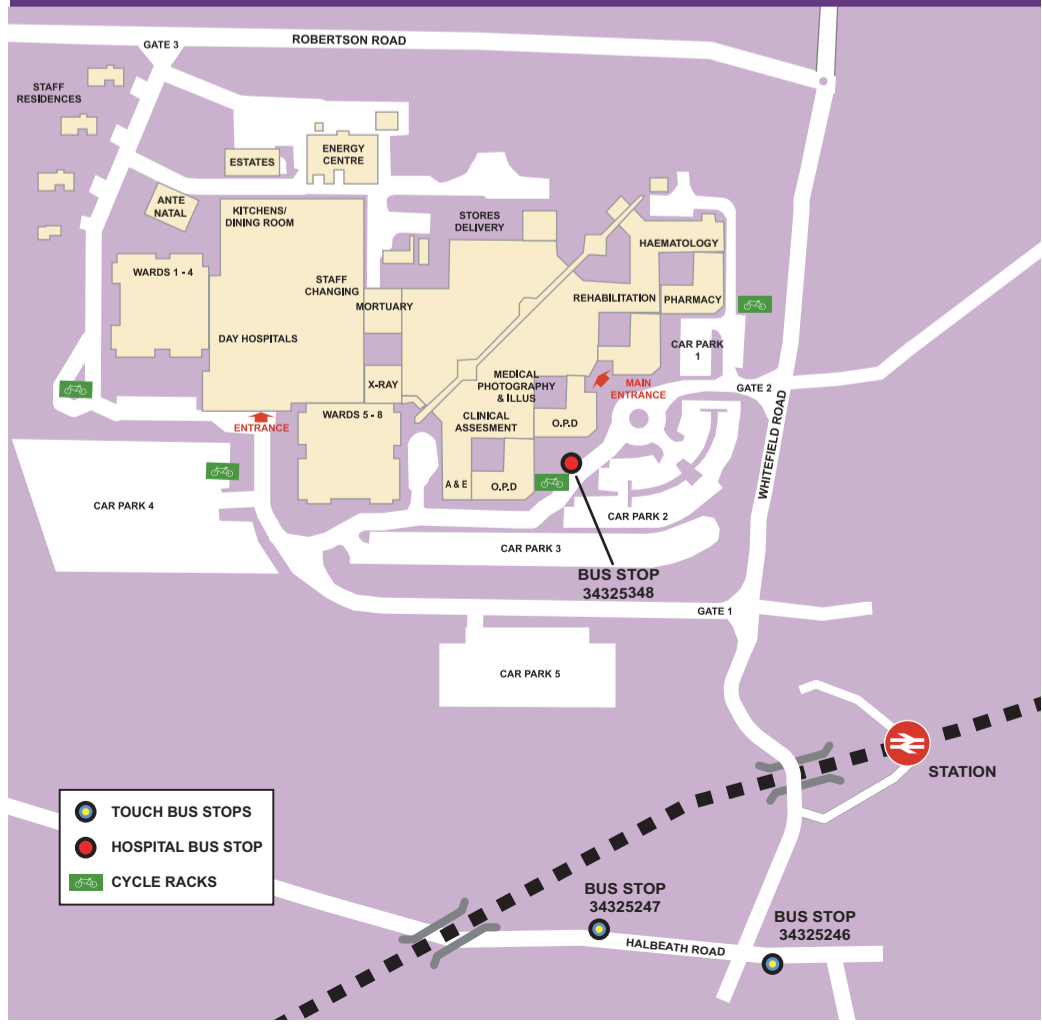 ROBERTSON ROAD
GATE 3
STAFF
RESIDENCES
ENERGY
CENTRE
ESTATES
ANTE
NATAL
KITCHENS/
DINING ROOM
STORES
DELIVERY
HAEMATOLOGY
WARDS 1 - 4
STAFF
CHANGING
MORTUARY
REHABILITATION
PHARMACY
DAY HOSPITALS
CAR PARK
1
X-RAY
MEDICAL
PHOTOGRAPHY
& ILLUS
MAIN
ENTRANCE
GATE 2
WARDS 5 - 8
CLINICAL
ASSESMENT
O.P.D
ENTRANCE
WHITEFIELD ROAD
A & E
O.P.D
CAR PARK 4
CAR PARK 2
CAR PARK 3
BUS STOP
34325348
GATE 1
CAR PARK 5
STATION
TOUCH BUS STOPS
HOSPITAL BUS STOP
CYCLE RACKS
BUS STOP
34325247
BUS STOP
34325246
HALBEATH ROAD